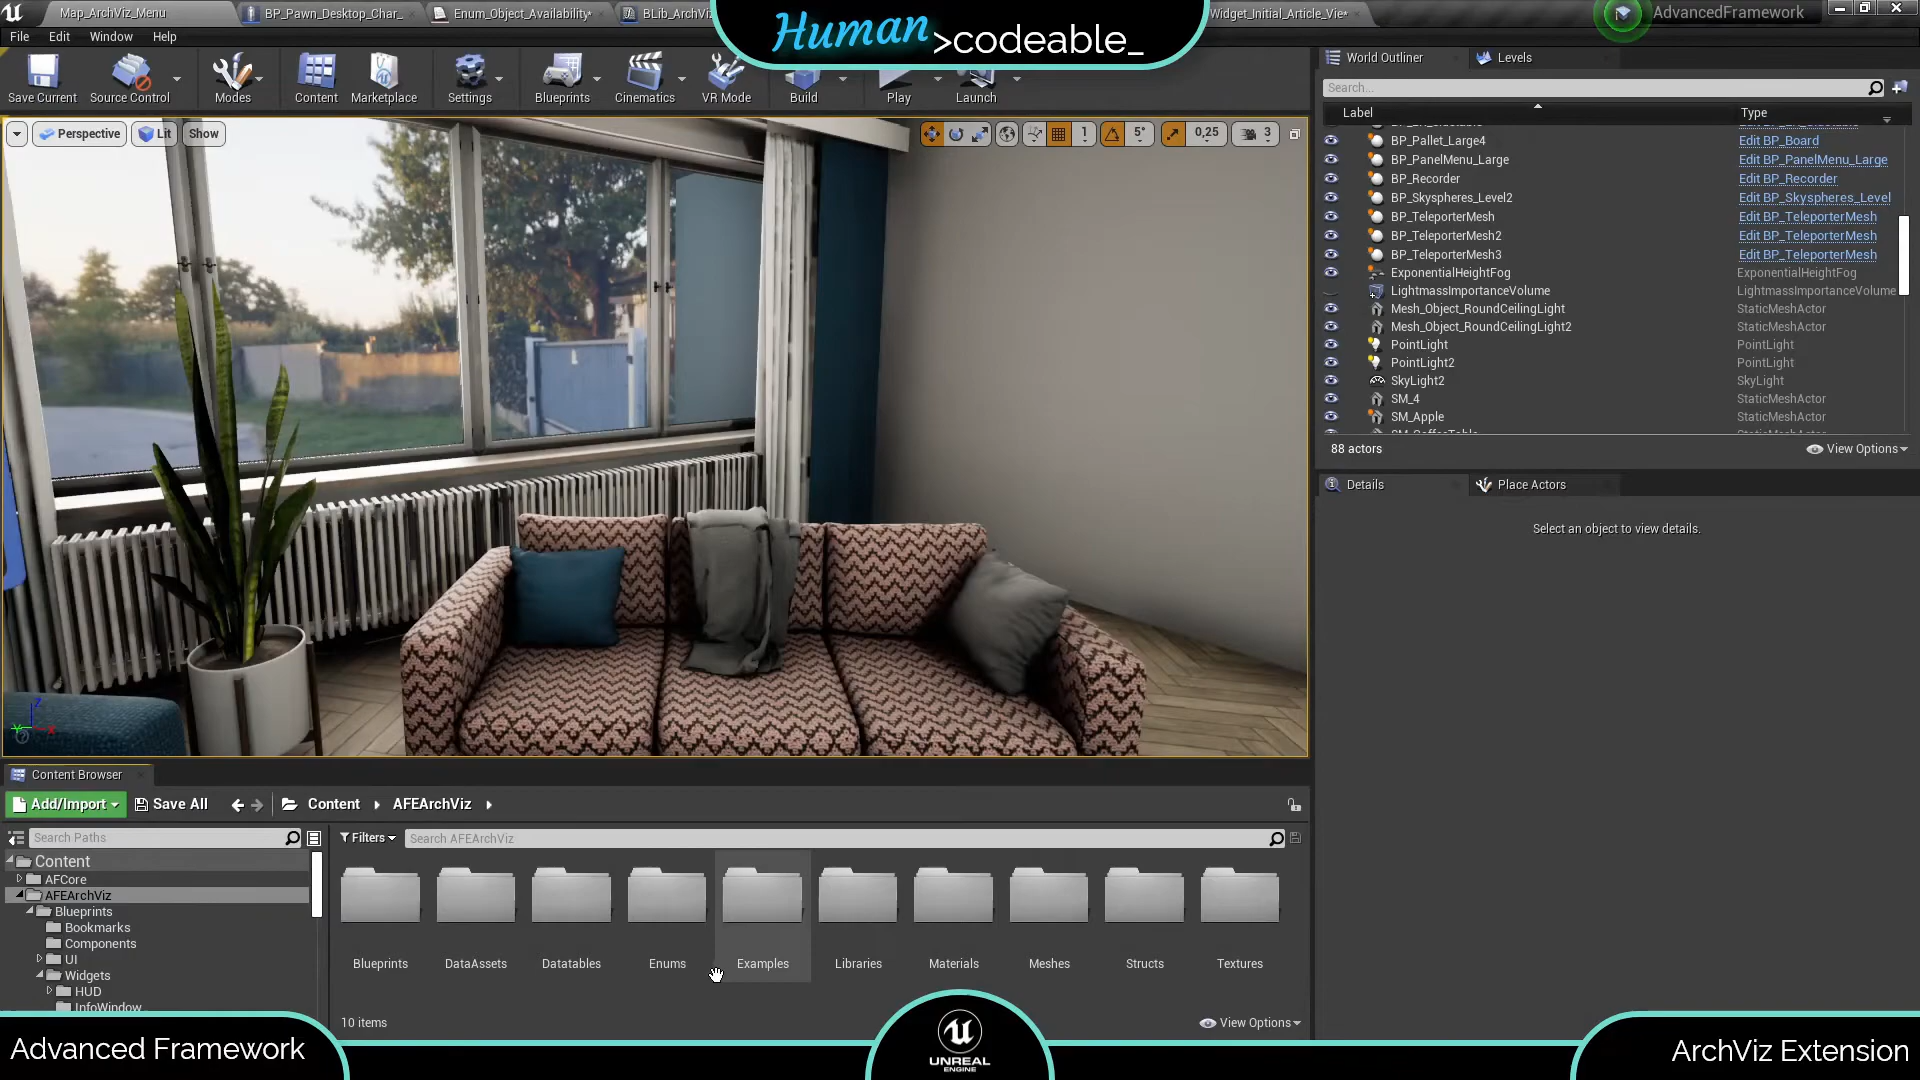 Map_ArchViz_Menu
BP_Pawn_Desktop_Char_
Enum_Object_Availability*
BLib_ArchViz
Widget_Initial_Article_Vie*
AdvancedFramework
Human >codeable_
File Edit Window Help
Save Current
Source Control
Modes
Content
Marketplace
Settings
Blueprints
Cinematics
VR Mode
Build
Play
Launch
Perspective
Lit
Show
1
5°
0,25
3
World Outliner
Levels
Search...
Label Type
BP_Pallet_Large4 Edit BP_Board
BP_PanelMenu_Large Edit BP_PanelMenu_Large
BP_Recorder Edit BP_Recorder
BP_Skyspheres_Level2 Edit BP_Skyspheres_Level
BP_TeleporterMesh Edit BP_TeleporterMesh
BP_TeleporterMesh2 Edit BP_TeleporterMesh
BP_TeleporterMesh3 Edit BP_TeleporterMesh
ExponentialHeightFog ExponentialHeightFog
LightmassImportanceVolume LightmassImportanceVolume
Mesh_Object_RoundCeilingLight StaticMeshActor
Mesh_Object_RoundCeilingLight2 StaticMeshActor
PointLight PointLight
PointLight2 PointLight
SkyLight2 SkyLight
SM_4 StaticMeshActor
SM_Apple StaticMeshActor
88 actors
View Options
Details
Place Actors
Select an object to view details.
Content Browser
Add/Import
Save All
Content
AFEArchViz
Search Paths
Filters
Search AFEArchViz
Content
AFCore
AFEArchViz
Blueprints
Bookmarks
Components
UI
Widgets
HUD
InfoWindow
Blueprints
DataAssets
Datatables
Enums
Examples
Libraries
Materials
Meshes
Structs
Textures
10 items
View Options
Advanced Framework
UNREAL
ENGINE
ArchViz Extension